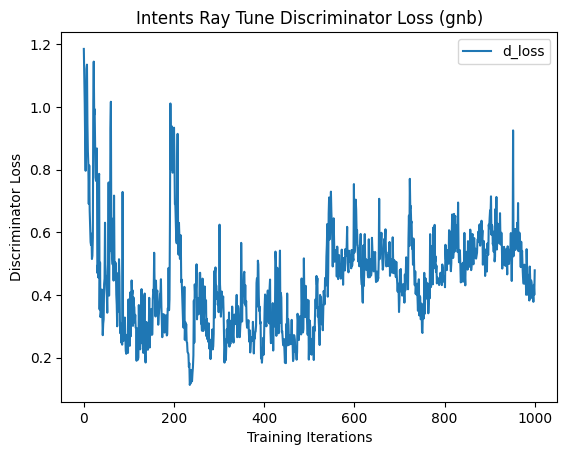 Intents Ray Tune Discriminator Loss (gnb)
d_loss
Discriminator Loss
1.2
1.0
0.8
0.6
0.4
0.2
0 200 400 600 800 1000
Training Iterations